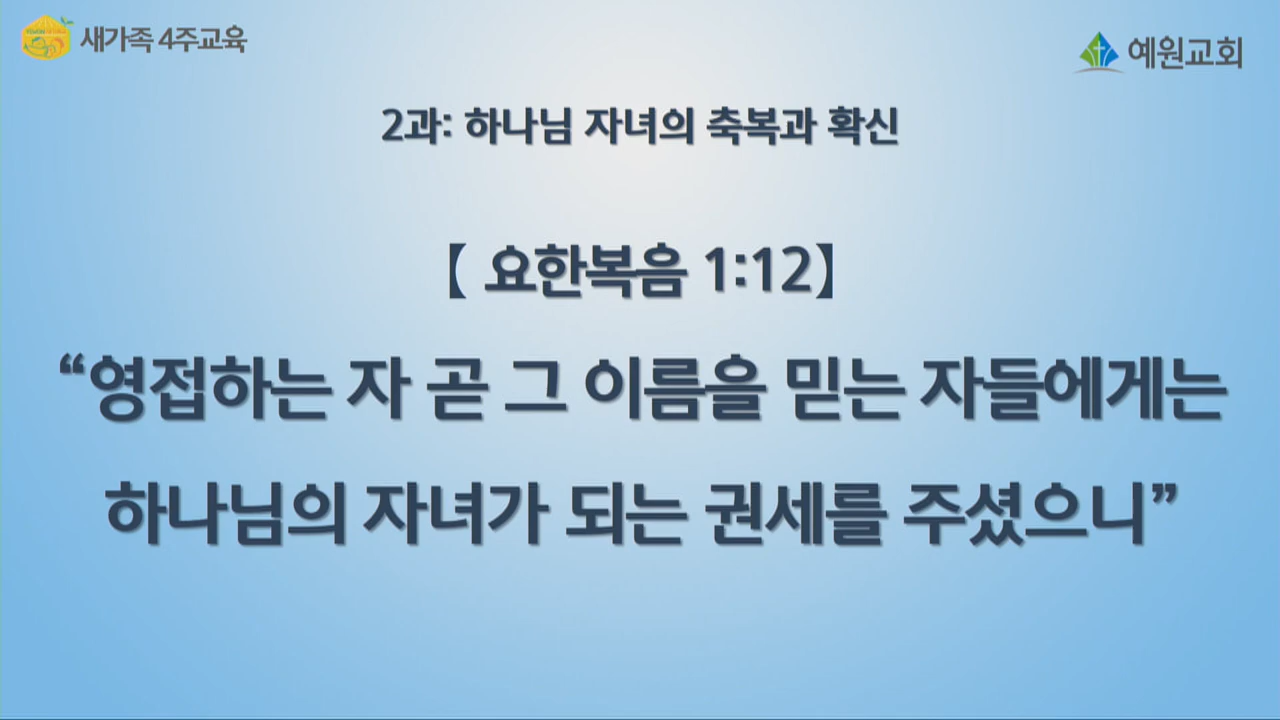 새가족 4주교육
예원교회
2과: 하나님 자녀의 축복과 확신
【 요한복음 1:12】
“영접하는 자 곧 그 이름을 믿는 자들에게는
하나님의 자녀가 되는 권세를 주셨으니”